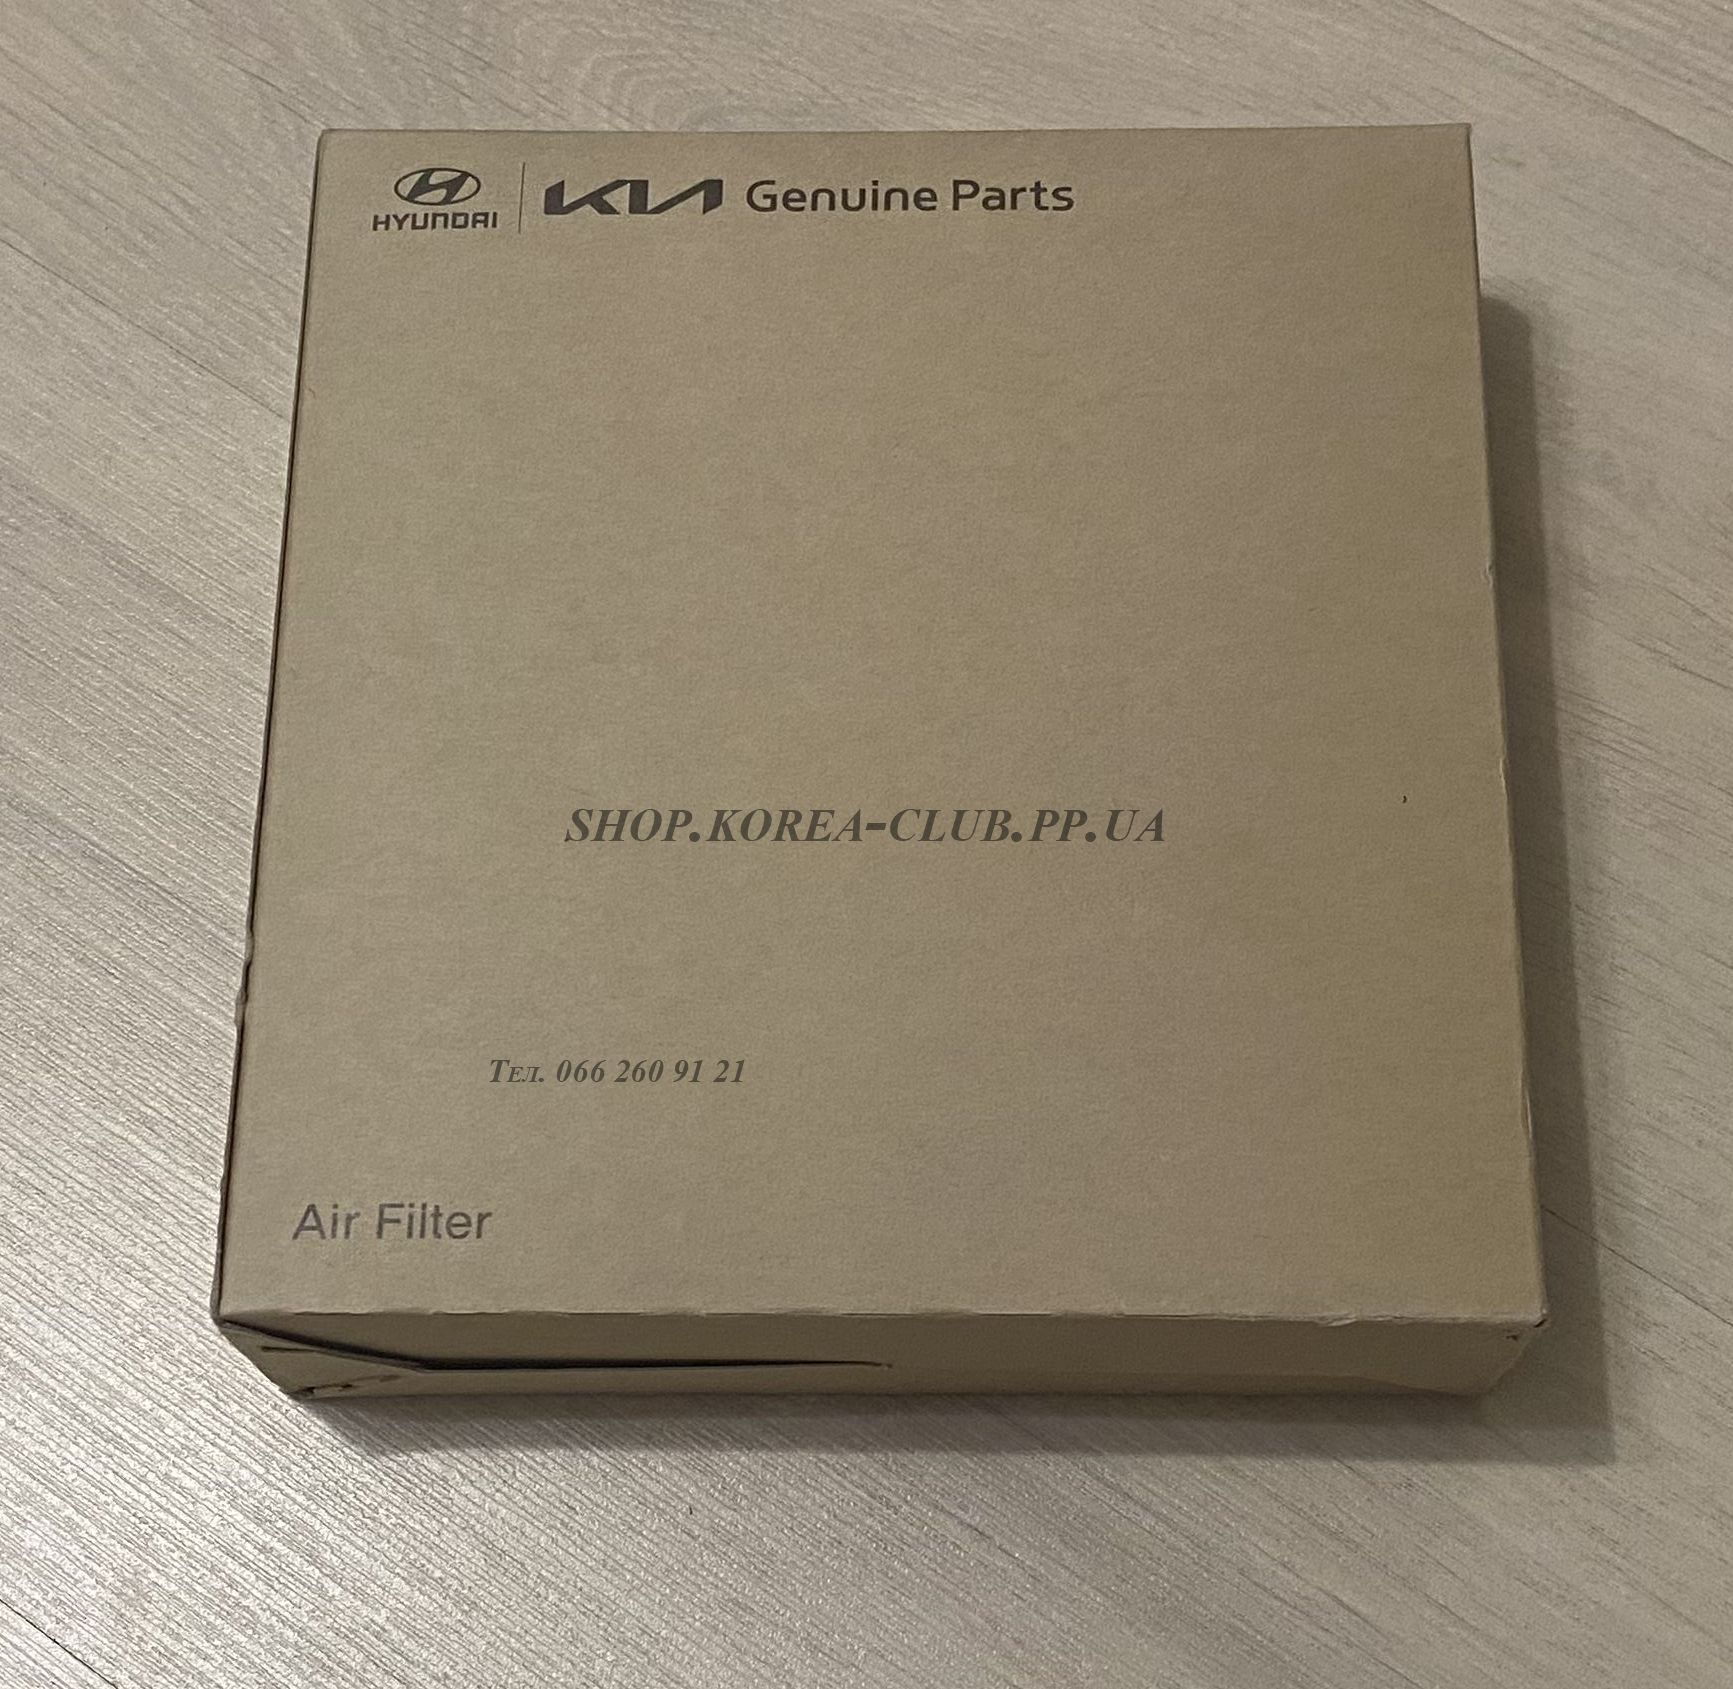 HYUNDAI KIA Genuine Parts
SHOP.KOREA-CLUB.PP.UA
Тел. 066 260 91 21
Air Filter